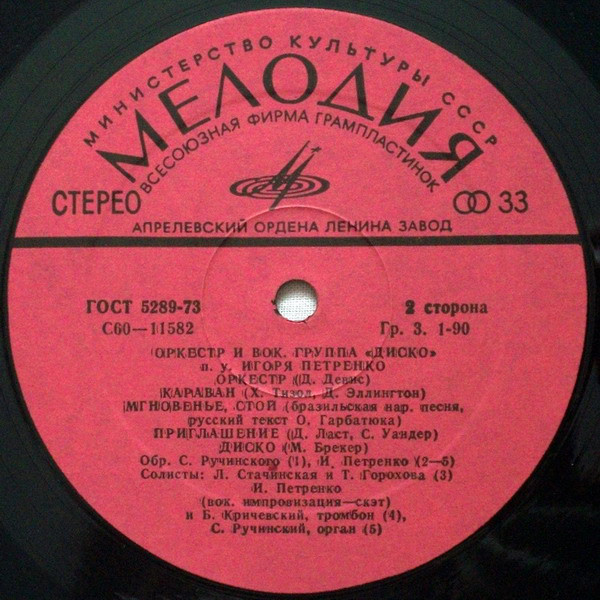 МИНИСТЕРСТВО КУЛЬТУРЫ СССР
МЕЛОДИЯ
ВСЕСОЮЗНАЯ ФИРМА ГРАМПЛАСТИНОК
СТЕРЕО
33
АПРЕЛЕВСКИЙ ОРДЕНА ЛЕНИНА ЗАВОД
ГОСТ 5289-73 2 сторона
С60—11582 Гр. 3. 1-90
ОРКЕСТР И ВОК. ГРУППА «ДИСКО»
п. у. ИГОРЯ ПЕТРЕНКО
ОРКЕСТР (Д. Девис)
КАРАВАН (Х. Тизол, Д. Эллингтон)
МГНОВЕНЬЕ, СТОЙ (бразильская нар. песня,
русский текст О. Гарбатюка)
ПРИГЛАШЕНИЕ (Д. Ласт, С. Уандер)
ДИСКО (М. Брекер)
Обр. С. Ручинского (1), И. Петренко (2—5)
Солисты: Л. Стачинская и Т. Горохова (3)
И. Петренко
(вок. импровизация—скэт)
и Б. Кричевский, тромбон (4),
С. Ручинский, орган (5)